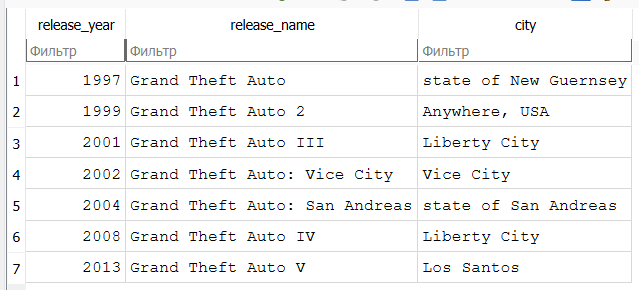 release_year release_name city
Фильтр Фильтр Фильтр
1 1997 Grand Theft Auto state of New Guernsey
2 1999 Grand Theft Auto 2 Anywhere, USA
3 2001 Grand Theft Auto III Liberty City
4 2002 Grand Theft Auto: Vice City Vice City
5 2004 Grand Theft Auto: San Andreas state of San Andreas
6 2008 Grand Theft Auto IV Liberty City
7 2013 Grand Theft Auto V Los Santos